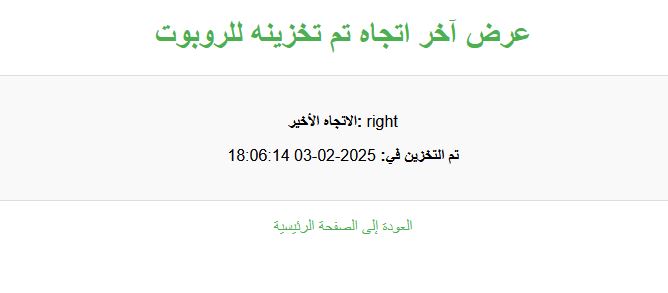 عرض آخر اتجاه تم تخزينه للروبوت
الاتجاه الأخير: right
تم التخزين في: 2025-02-03 18:06:14
العودة إلى الصفحة الرئيسية